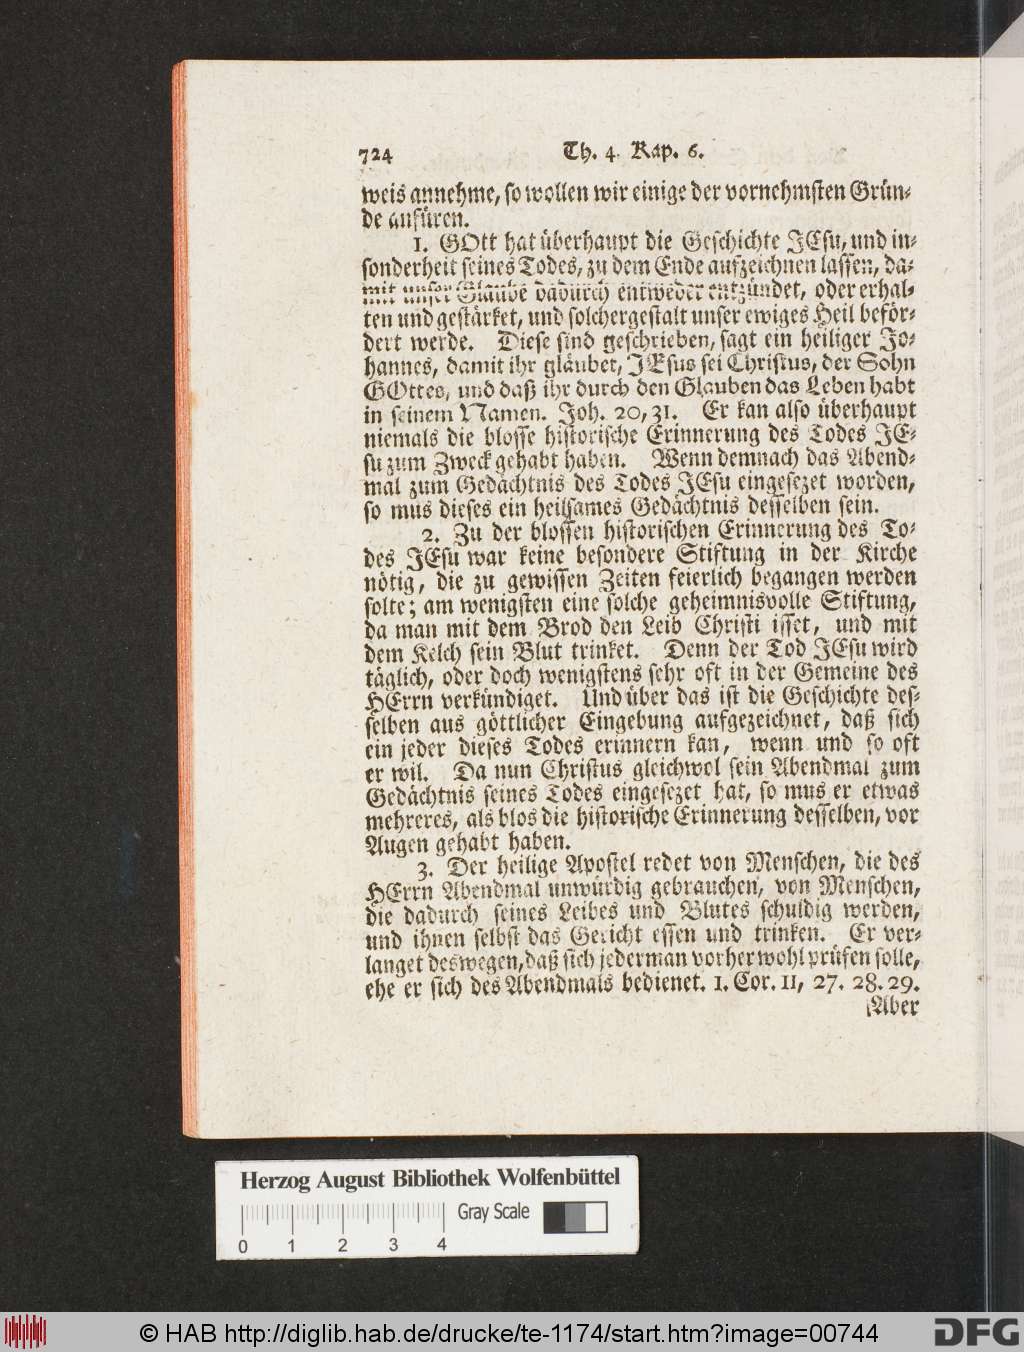 724 Th. 4. Kap. 6.
weis annehme, so wollen wir einige der vornehmsten Grün-
de anfüren.
1. GOtt hat überhaupt die Geschichte JEsu, und in-
sonderheit seines Todes, zu dem Ende aufzeichnen lassen, da-
mit unser Glaube dadurch entweder entzündet, oder erhal-
ten und gestärket, und solchergestalt unser ewiges Heil beför-
dert werde. Diese sind geschrieben, sagt ein heiliger Jo-
hannes, damit ihr gläubet, JEsus sei Christus, der Sohn
GOttes, und daß ihr durch den Glauben das Leben habt
in seinem Namen. Joh. 20, 31. Er kan also überhaupt
niemals die blosse historische Erinnerung des Todes JE-
su zum Zweck gehabt haben. Wenn demnach das Abend-
mal zum Gedächtnis des Todes JEsu eingesezet worden,
so mus dieses ein heilsames Gedächtnis desselben sein.
2. Zu der blossen historischen Erinnerung des To-
des JEsu war keine besondere Stiftung in der Kirche
nötig, die zu gewissen Zeiten feierlich begangen werden
solte; am wenigsten eine solche geheimnisvolle Stiftung,
da man mit dem Brod den Leib Christi isset, und mit
dem Kelch sein Blut trinket. Denn der Tod JEsu wird
täglich, oder doch wenigstens sehr oft in der Gemeine des
HErrn verkündiget. Und über das ist die Geschichte des-
selben aus göttlicher Eingebung aufgezeichnet, daß sich
ein jeder dieses Todes erinnern kan, wenn und so oft
er wil. Da nun Christus gleichwol sein Abendmal zum
Gedächtnis seines Todes eingesezet hat, so mus er etwas
mehreres, als blos die historische Erinnerung desselben, vor
Augen gehabt haben.
3. Der heilige Apostel redet von Menschen, die des
HErrn Abendmal unwürdig gebrauchen, von Menschen,
die dadurch seines Leibes und Blutes schuldig werden,
und ihnen selbst das Gericht essen und trinken. Er ver-
langet deswegen, daß sich jederman vorher wohl prüfen solle,
ehe er sich des Abendmals bedienet. 1. Cor. 11, 27. 28. 29.
Aber
Herzog August Bibliothek Wolfenbüttel
Gray Scale
0 1 2 3 4
© HAB http://diglib.hab.de/drucke/te-1174/start.htm?image=00744
DFG